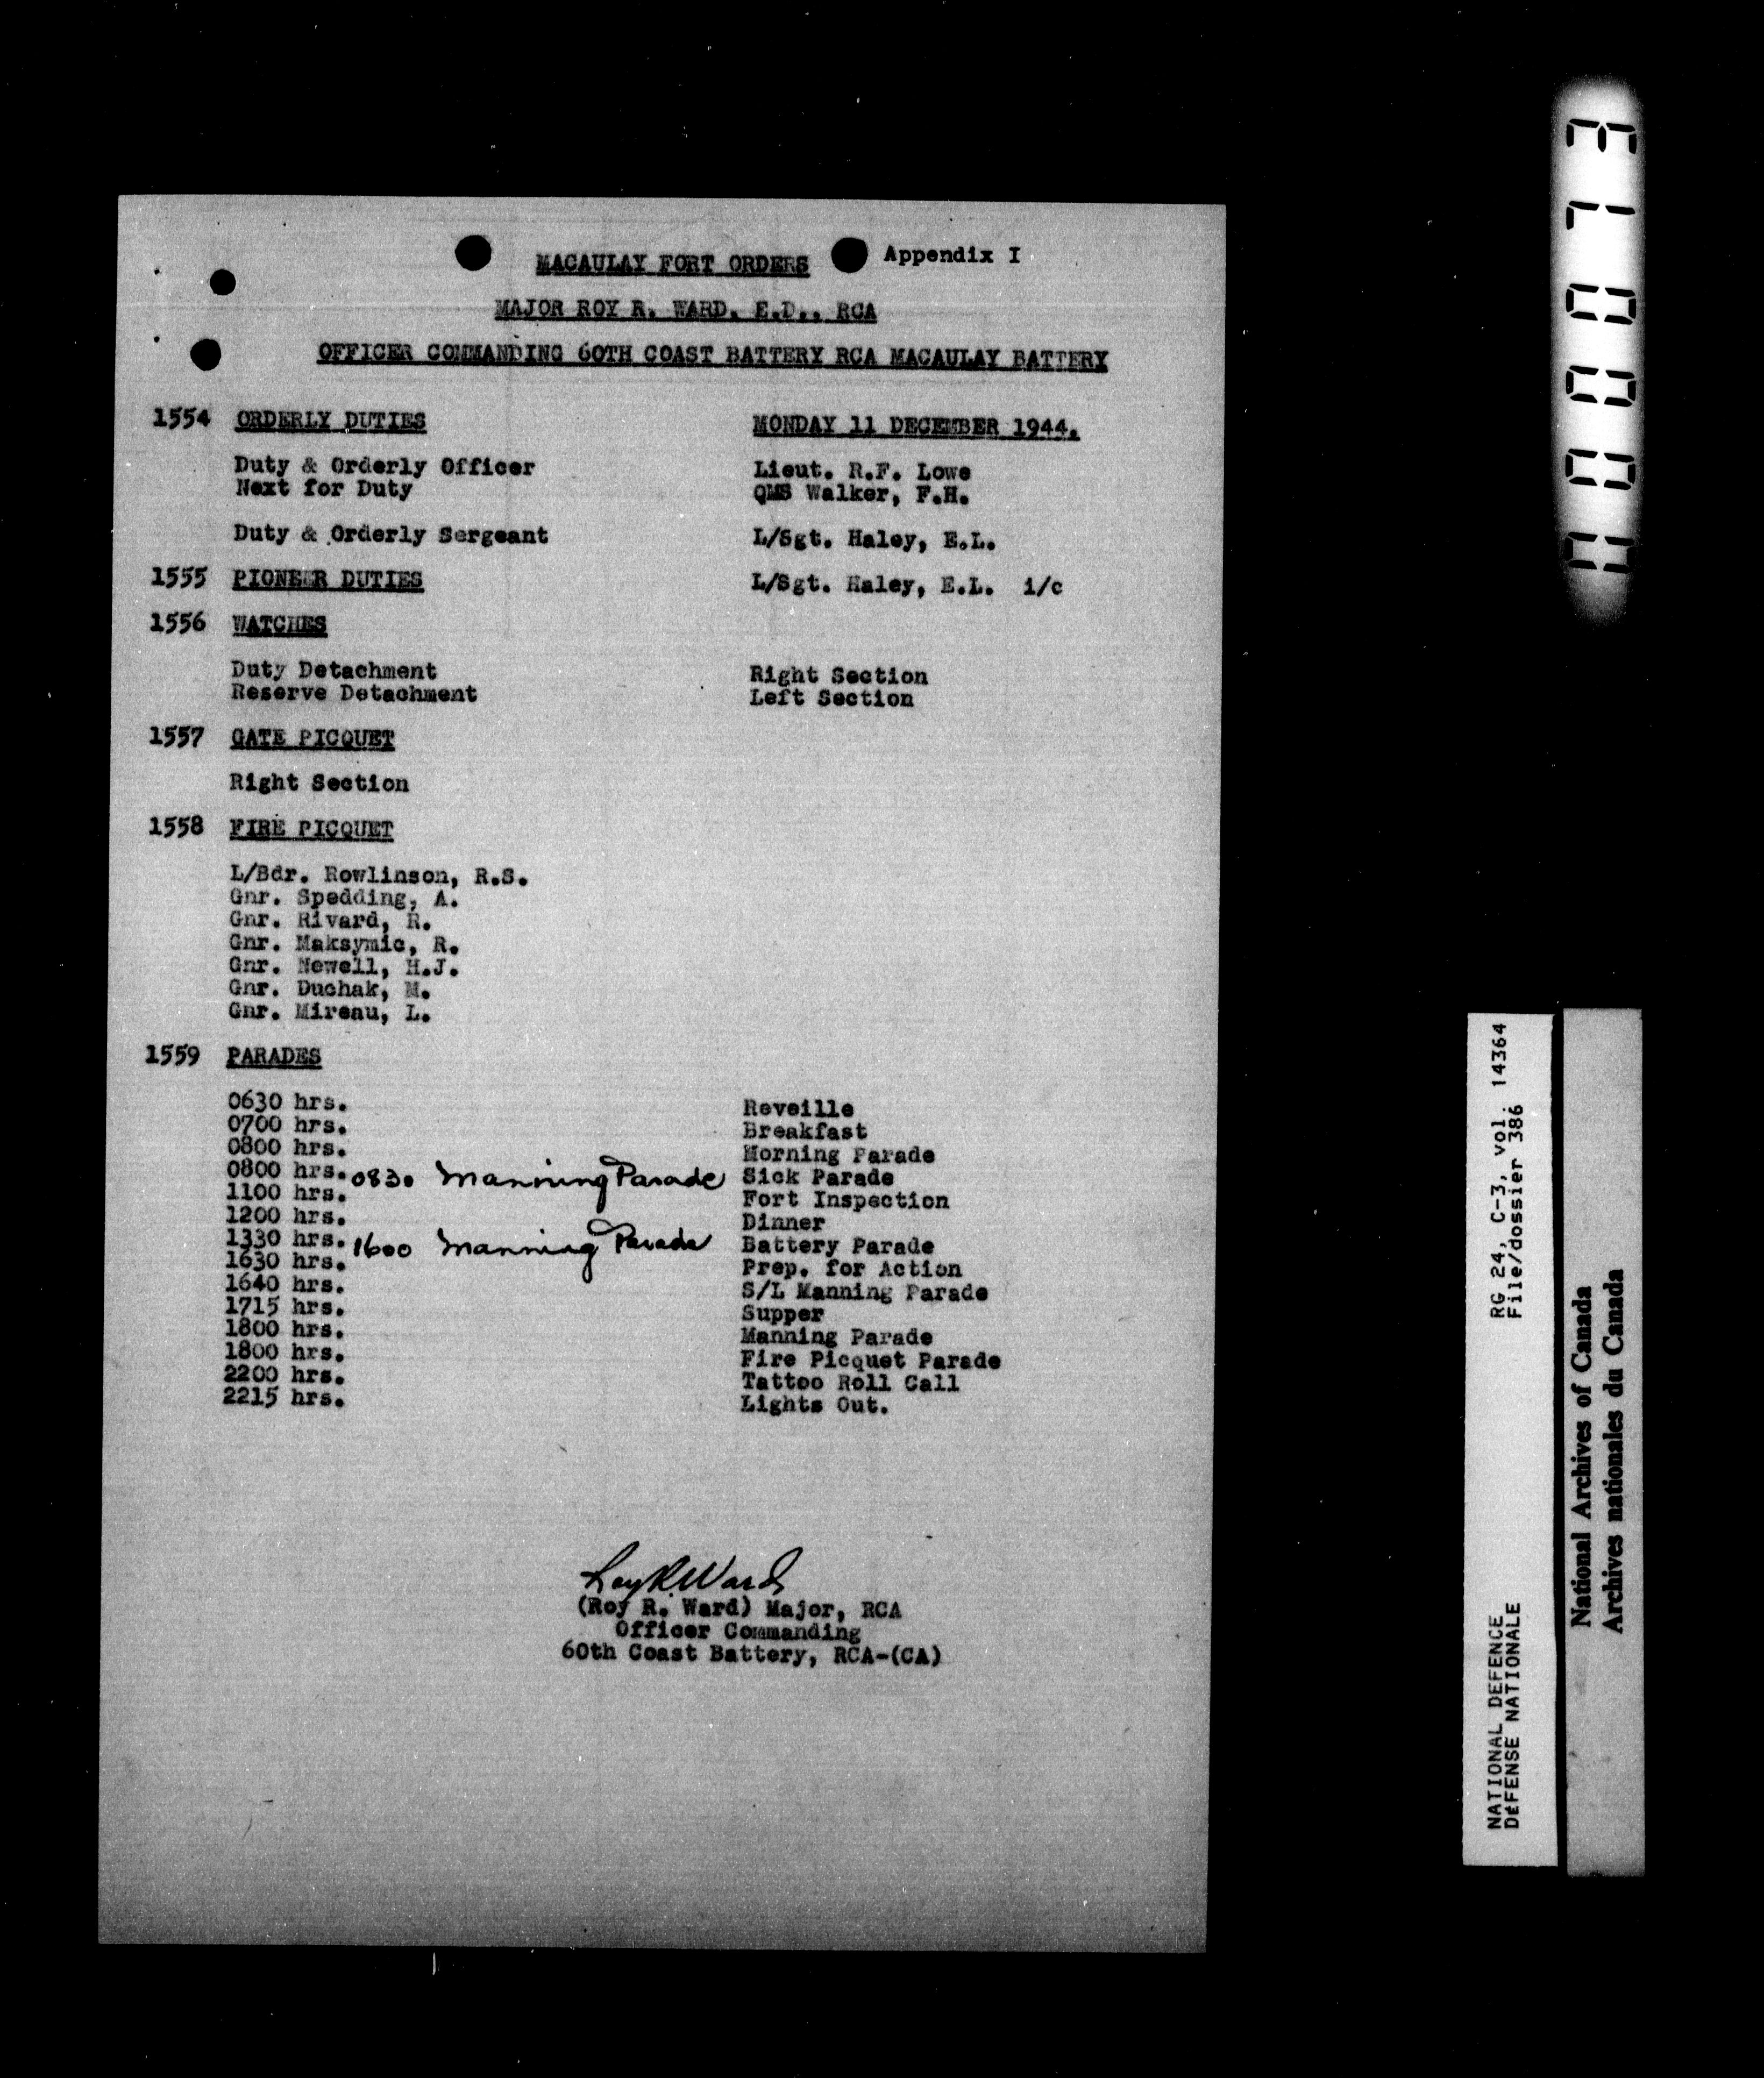 MACAULAY FORT ORDERS Appendix I
MAJOR ROY R. WARD. E.D., RCA
OFFICER COMMANDING 60TH COAST BATTERY RCA MACAULAY BATTERY
1554 ORDERLY DUTIES MONDAY 11 DECEMBER 1944.
Duty & Orderly Officer Lieut. R.F. Lowe
Next for Duty QMS Walker, F.H.
Duty & Orderly Sergeant L/Sgt. Haley, E.L.
1555 PIONEER DUTIES L/Sgt. Haley, E.L. i/c
1556 WATCHES
Duty Detachment Right Section
Reserve Detachment Left Section
1557 GATE PICQUET
Right Section
1558 FIRE PICQUET
L/Bdr. Rowlinson, R.S.
Gnr. Spedding, A.
Gnr. Rivard, R.
Gnr. Maksymic, R.
Gnr. Newell, H.J.
Gnr. Duchak, M.
Gnr. Mireau, L.
1559 PARADES
0630 hrs. Reveille
0700 hrs. Breakfast
0800 hrs. Morning Parade
0800 hrs. 0830 Manning Parade Sick Parade
1100 hrs. Fort Inspection
1200 hrs. Dinner
1330 hrs. 1600 Manning Parade Battery Parade
1630 hrs. Prep. for Action
1640 hrs. S/L Manning Parade
1715 hrs. Supper
1800 hrs. Manning Parade
1800 hrs. Fire Picquet Parade
2200 hrs. Tattoo Roll Call
2215 hrs. Lights Out.
Roy R. Ward
(Roy R. Ward) Major, RCA
Officer Commanding
60th Coast Battery, RCA-(CA)
000073
NATIONAL DEFENCE RG 24, C-3, vol. 14364
DÉFENSE NATIONALE File/dossier 386
National Archives of Canada
Archives nationales du Canada